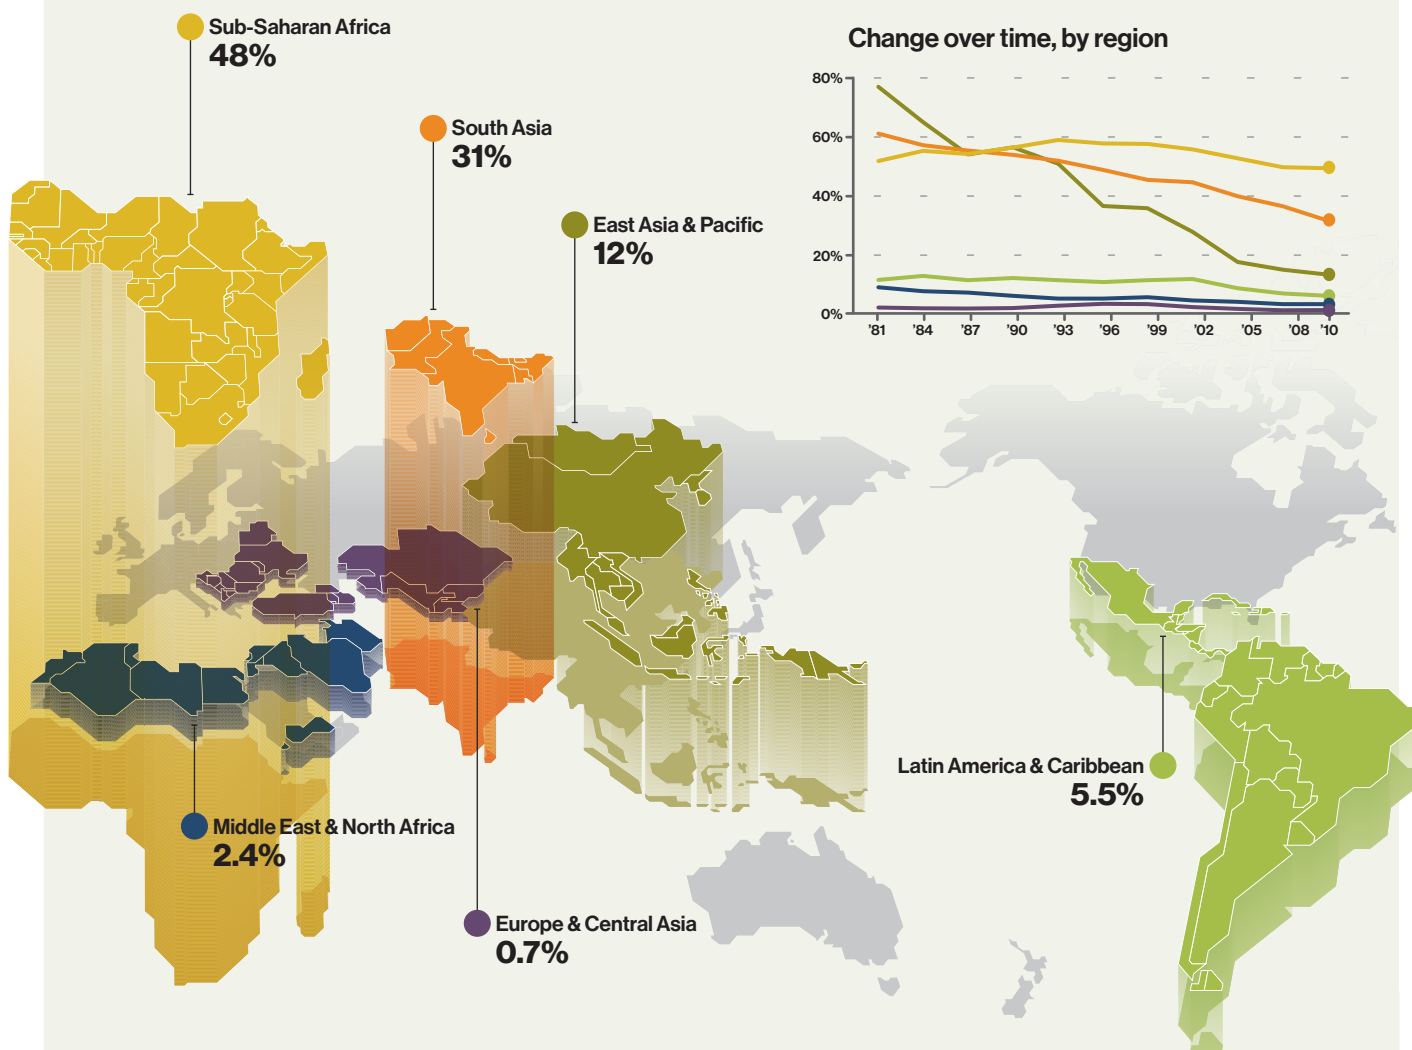 Sub-Saharan Africa
48%
South Asia
31%
East Asia & Pacific
12%
Change over time, by region
80%
60%
40%
20%
0%
'81 '84 '87 '90 '93 '96 '99 '02 '05 '08 '10
Latin America & Caribbean
5.5%
Middle East & North Africa
2.4%
Europe & Central Asia
0.7%